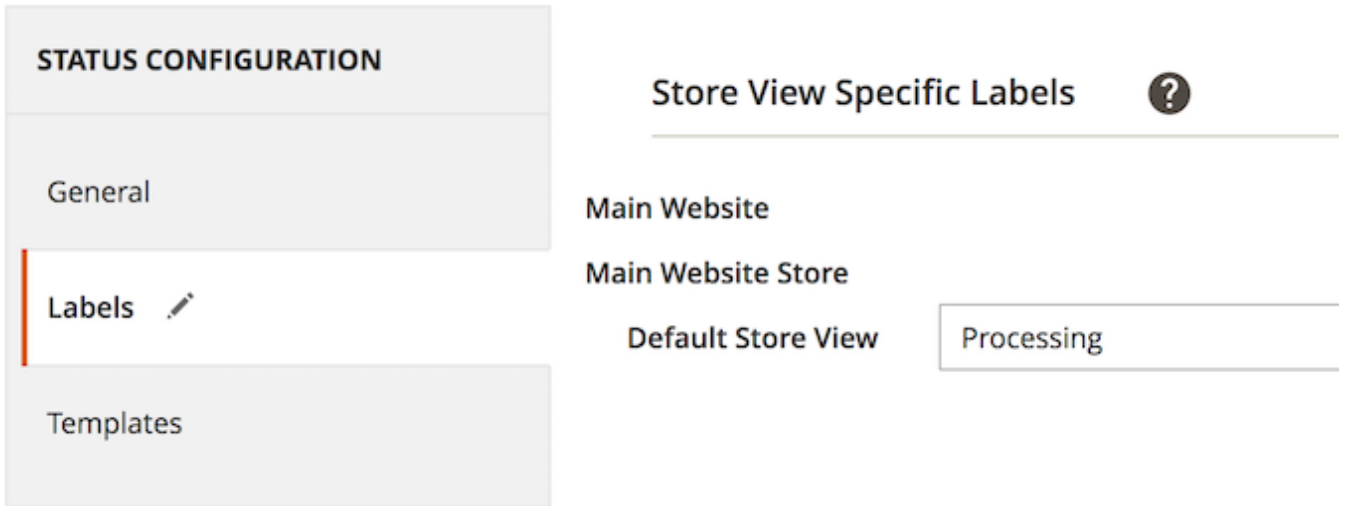 STATUS CONFIGURATION
General
Labels
Templates
Store View Specific Labels ?
Main Website
Main Website Store
Default Store View Processing